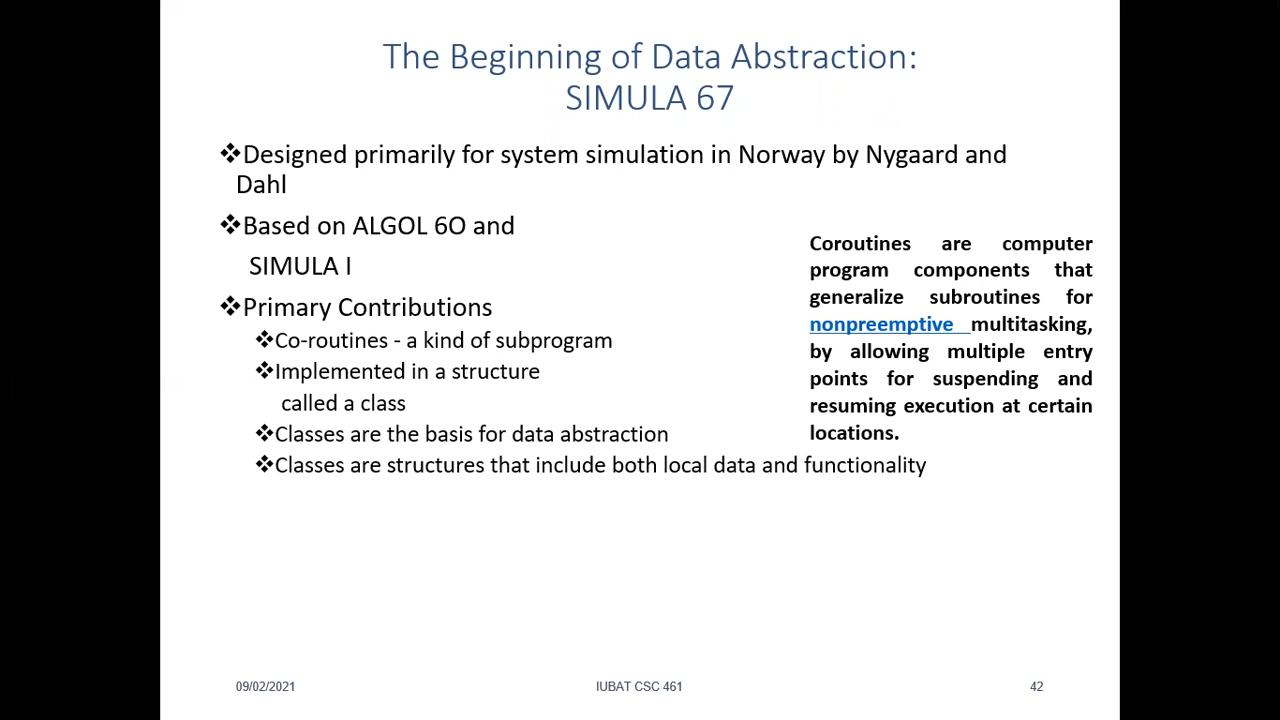 The Beginning of Data Abstraction:
SIMULA 67
❖Designed primarily for system simulation in Norway by Nygaard and
Dahl
❖Based on ALGOL 6O and
SIMULA I
❖Primary Contributions
❖Co-routines - a kind of subprogram
❖Implemented in a structure
called a class
❖Classes are the basis for data abstraction
❖Classes are structures that include both local data and functionality
Coroutines are computer
program components that
generalize subroutines for
nonpreemptive multitasking,
by allowing multiple entry
points for suspending and
resuming execution at certain
locations.
09/02/2021
IUBAT CSC 461
42